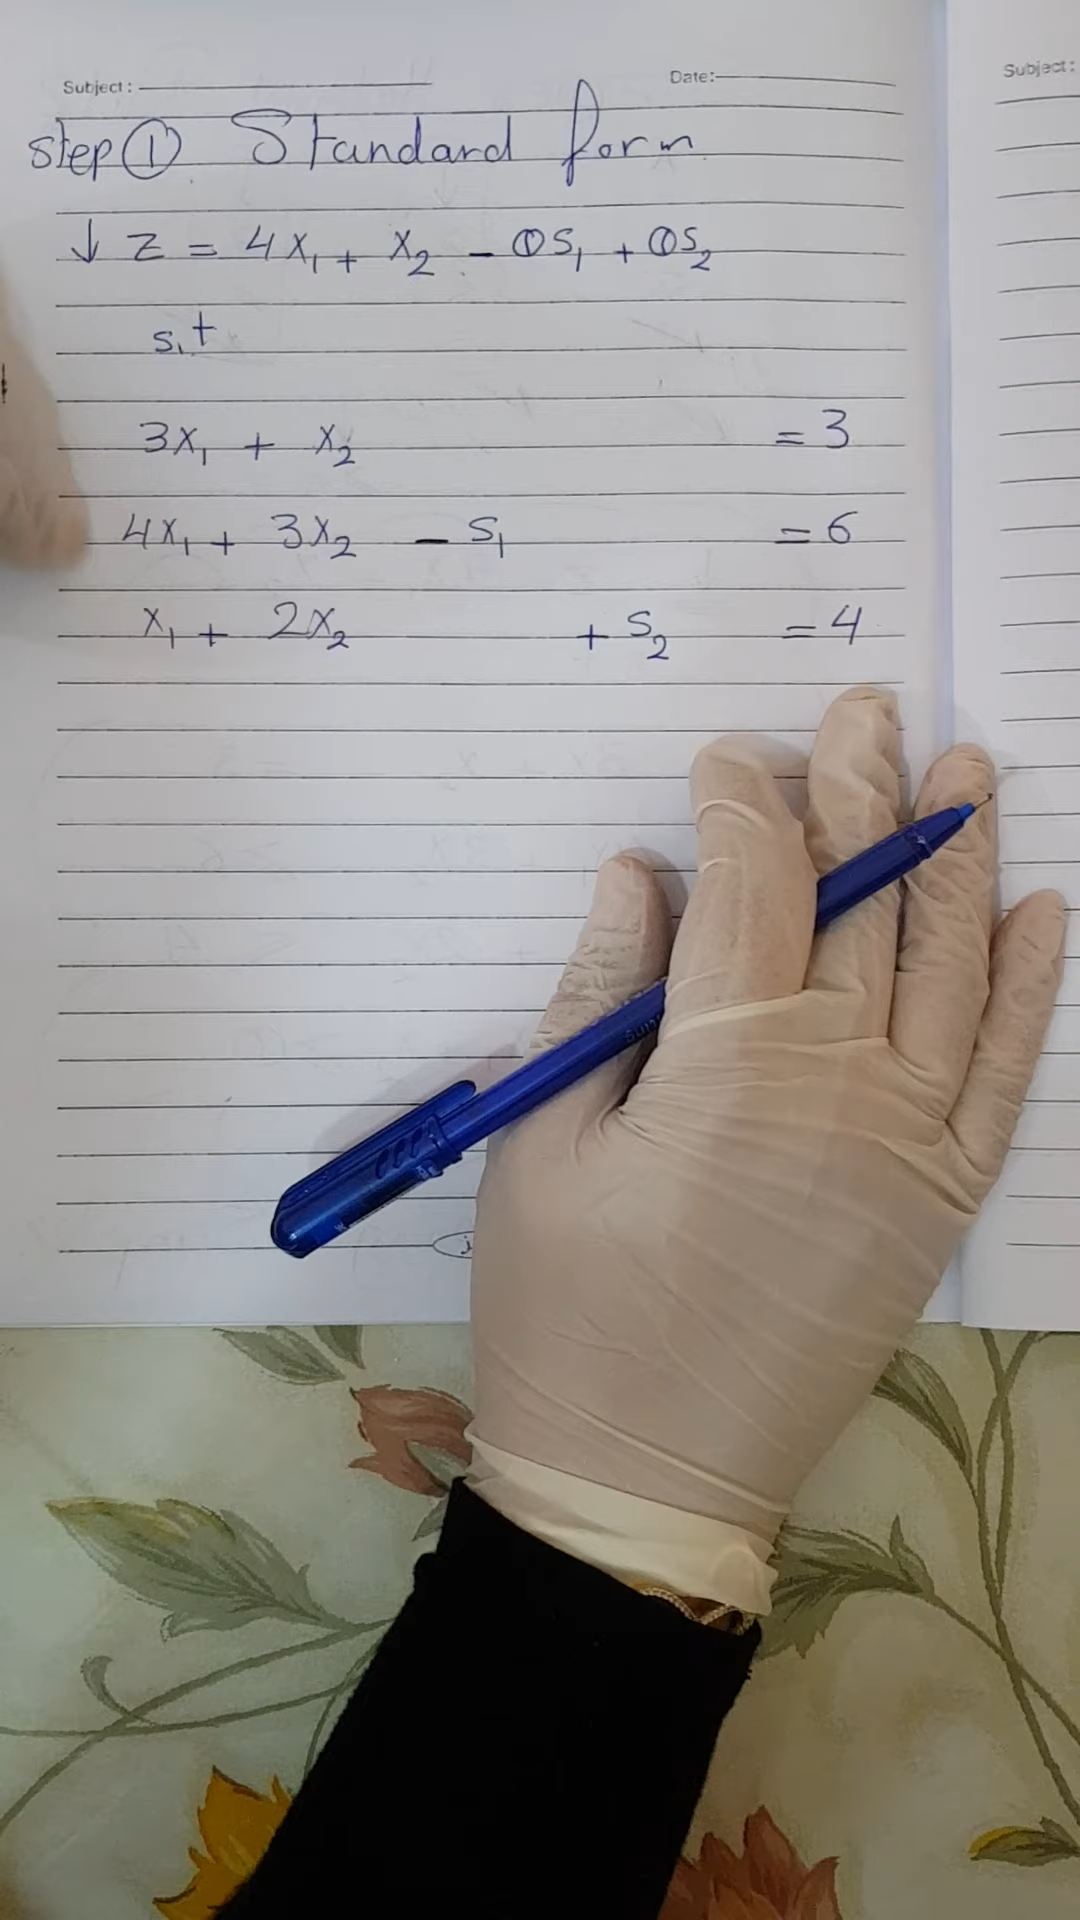 Subject: Date: Subject:
step ① Standard form
↓ Z = 4x₁ + x₂ - 0S₁ + 0S₂
s.t
3x₁ + x₂ = 3
4x₁ + 3x₂ - S₁ = 6
x₁ + 2x₂ + S₂ = 4